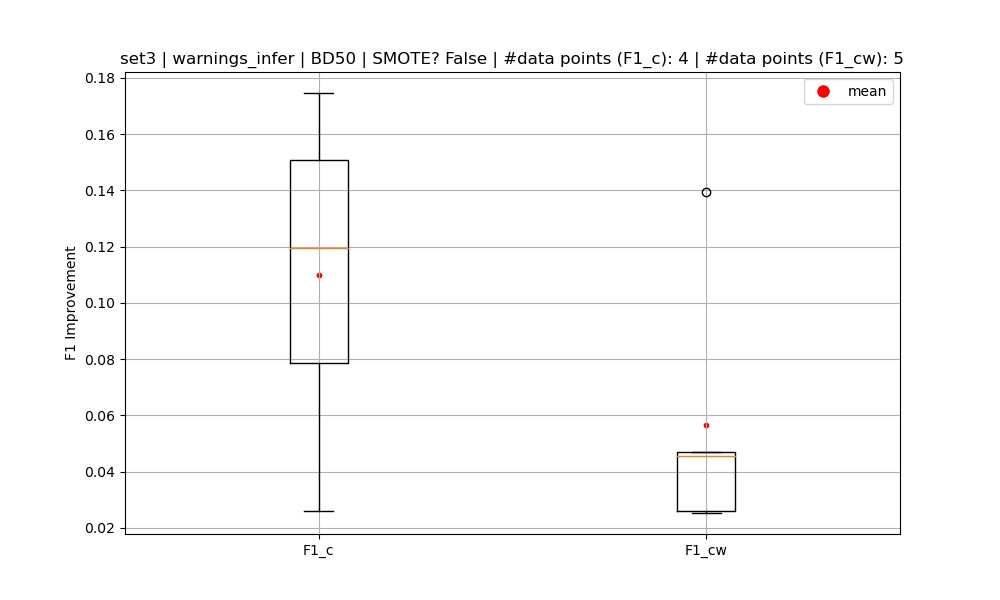 set3 | warnings_infer | BD50 | SMOTE? False | #data points (F1_c): 4 | #data points (F1_cw): 5
mean
F1 Improvement
0.18
0.16
0.14
0.12
0.10
0.08
0.06
0.04
0.02
F1_c
F1_cw